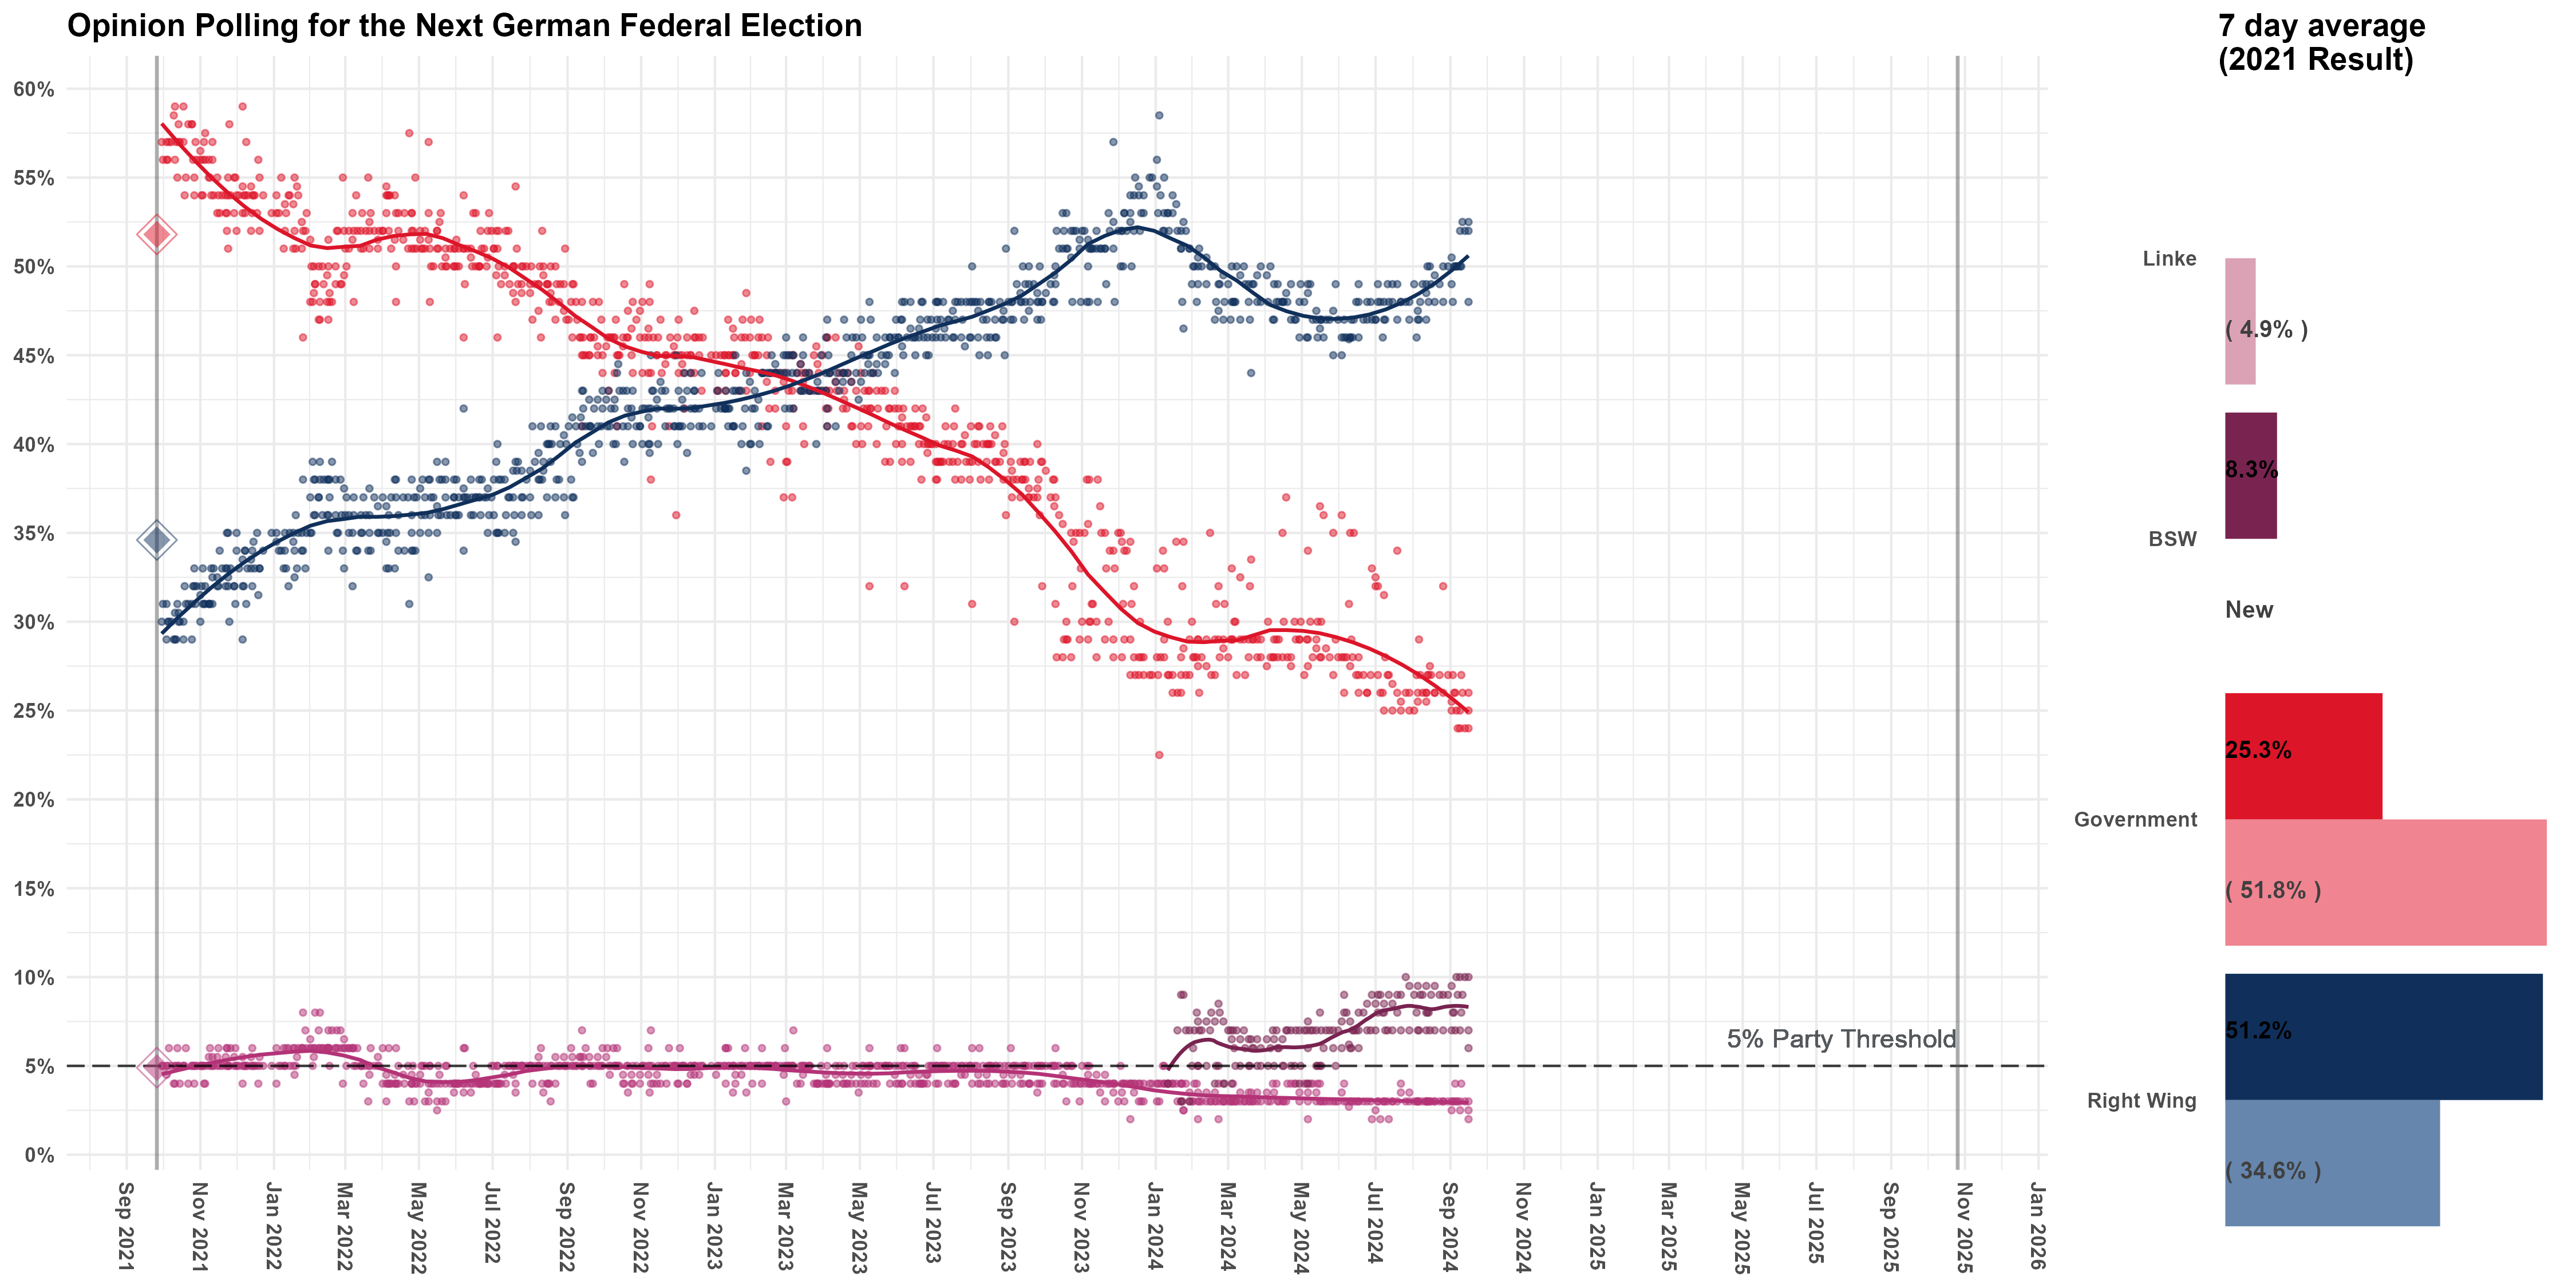 Opinion Polling for the Next German Federal Election
7 day average
(2021 Result)
60%
55%
50%
45%
40%
35%
30%
25%
20%
15%
10%
5%
0%
5% Party Threshold
Sep 2021
Nov 2021
Jan 2022
Mar 2022
May 2022
Jul 2022
Sep 2022
Nov 2022
Jan 2023
Mar 2023
May 2023
Jul 2023
Sep 2023
Nov 2023
Jan 2024
Mar 2024
May 2024
Jul 2024
Sep 2024
Nov 2024
Jan 2025
Mar 2025
May 2025
Jul 2025
Sep 2025
Nov 2025
Jan 2026
Linke
( 4.9% )
8.3%
BSW
New
25.3%
Government
( 51.8% )
51.2%
Right Wing
( 34.6% )